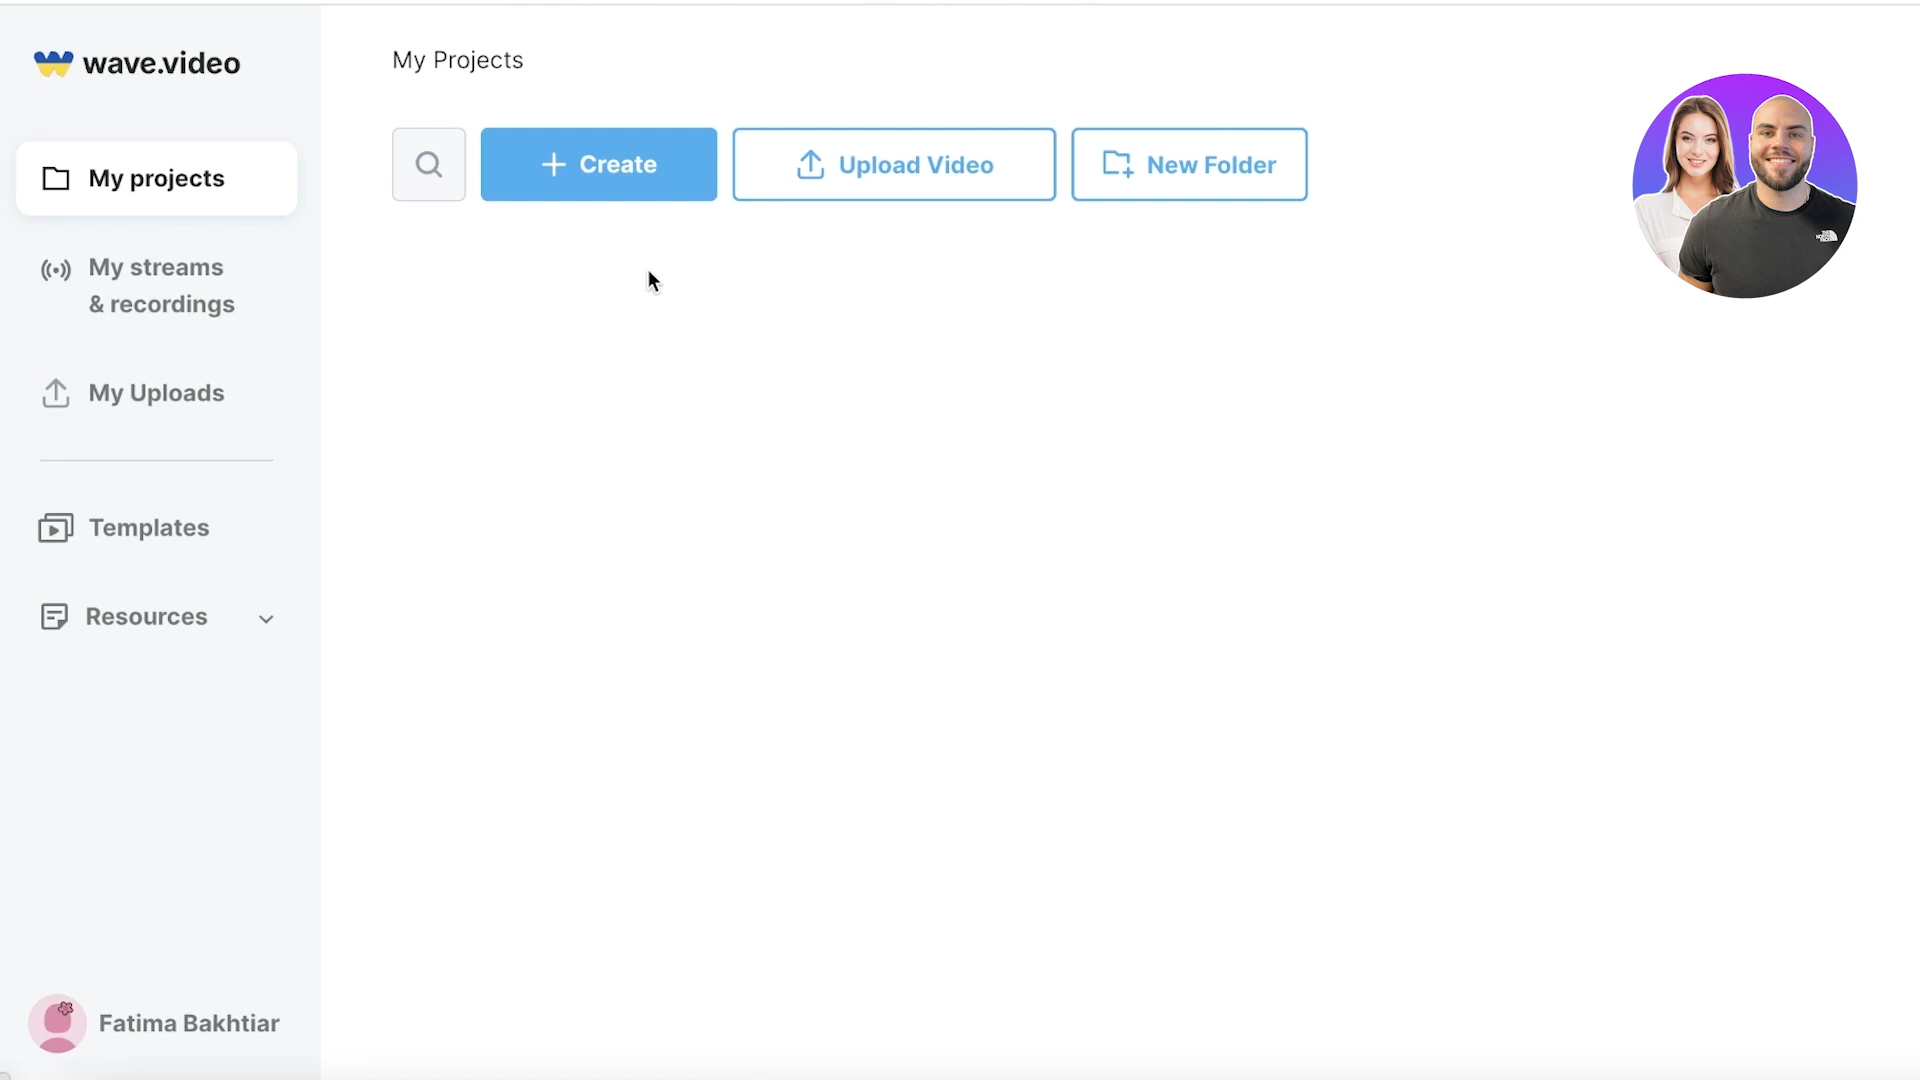 wave.video
My Projects
Create
Upload Video
New Folder
My projects
My streams
& recordings
My Uploads
Templates
Resources
Fatima Bakhtiar